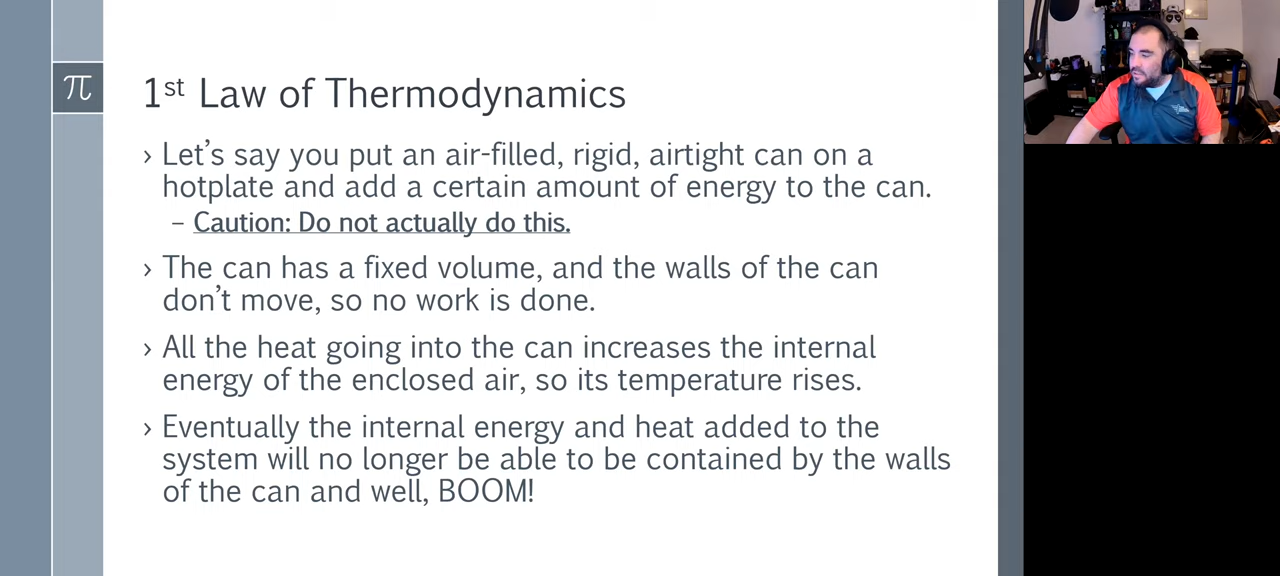 π
1st Law of Thermodynamics
› Let's say you put an air-filled, rigid, airtight can on a
hotplate and add a certain amount of energy to the can.
– Caution: Do not actually do this.
› The can has a fixed volume, and the walls of the can
don't move, so no work is done.
› All the heat going into the can increases the internal
energy of the enclosed air, so its temperature rises.
› Eventually the internal energy and heat added to the
system will no longer be able to be contained by the walls
of the can and well, BOOM!